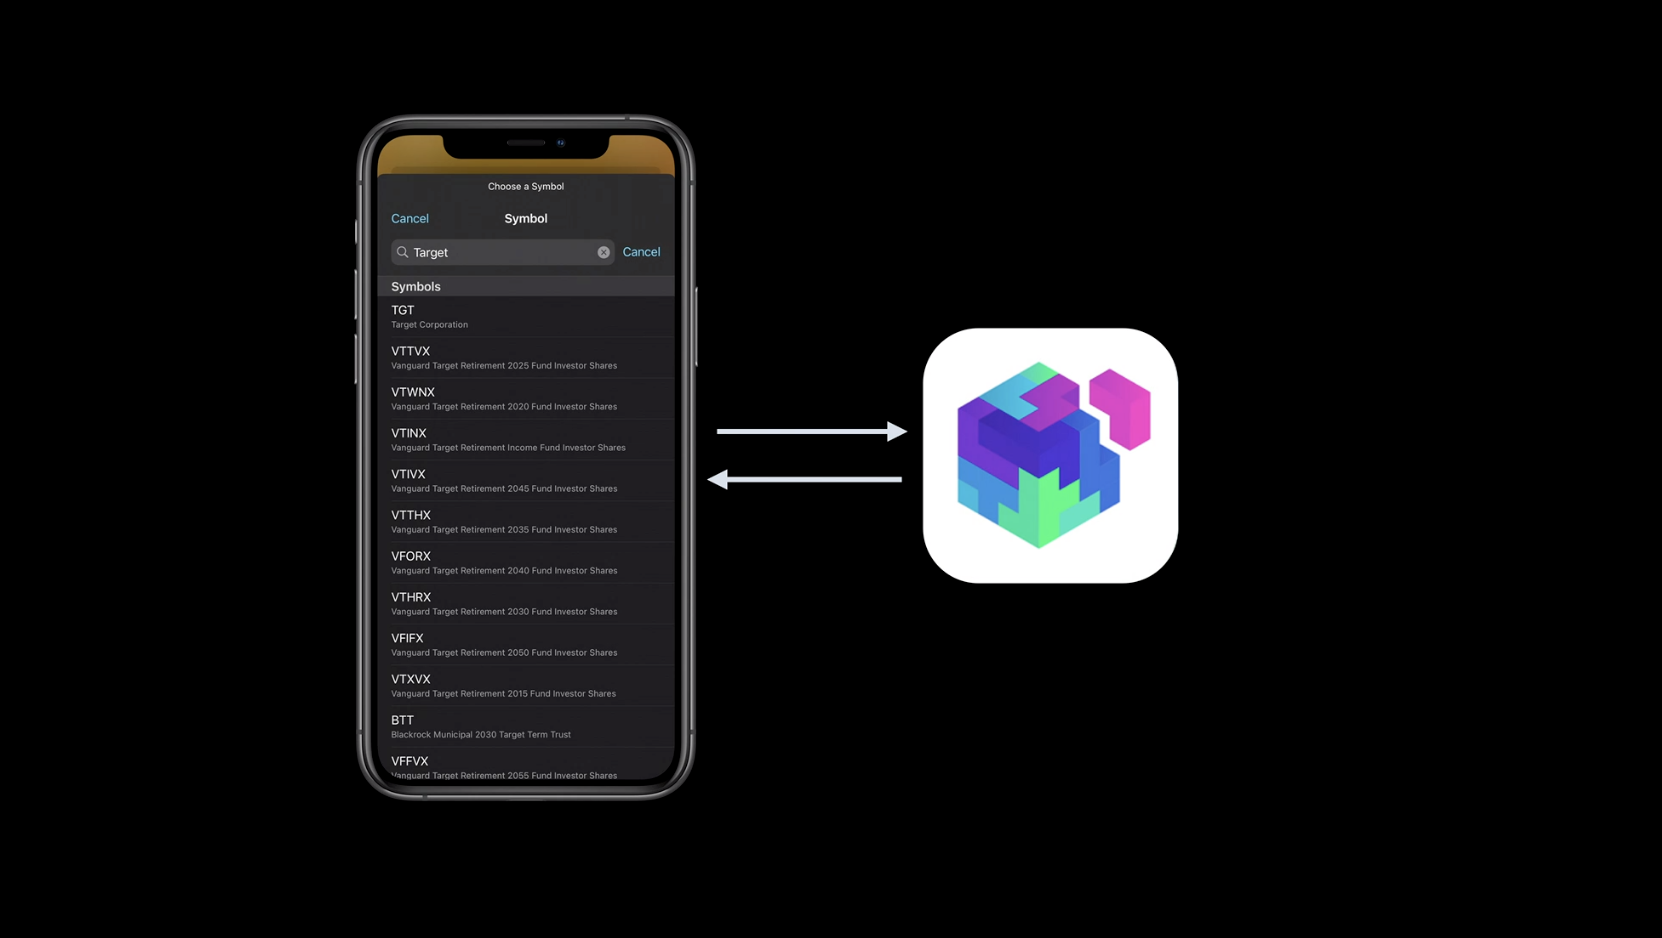 Choose a Symbol
Cancel Symbol
Target Cancel
Symbols
TGT
Target Corporation
VTTVX
Vanguard Target Retirement 2025 Fund Investor Shares
VTWNX
Vanguard Target Retirement 2020 Fund Investor Shares
VTINX
Vanguard Target Retirement Income Fund Investor Shares
VTIVX
Vanguard Target Retirement 2045 Fund Investor Shares
VTTHX
Vanguard Target Retirement 2035 Fund Investor Shares
VFORX
Vanguard Target Retirement 2040 Fund Investor Shares
VTHRX
Vanguard Target Retirement 2030 Fund Investor Shares
VFIFX
Vanguard Target Retirement 2050 Fund Investor Shares
VTXVX
Vanguard Target Retirement 2015 Fund Investor Shares
BTT
Blackrock Municipal 2030 Target Term Trust
VFFVX
Vanguard Target Retirement 2055 Fund Investor Shares